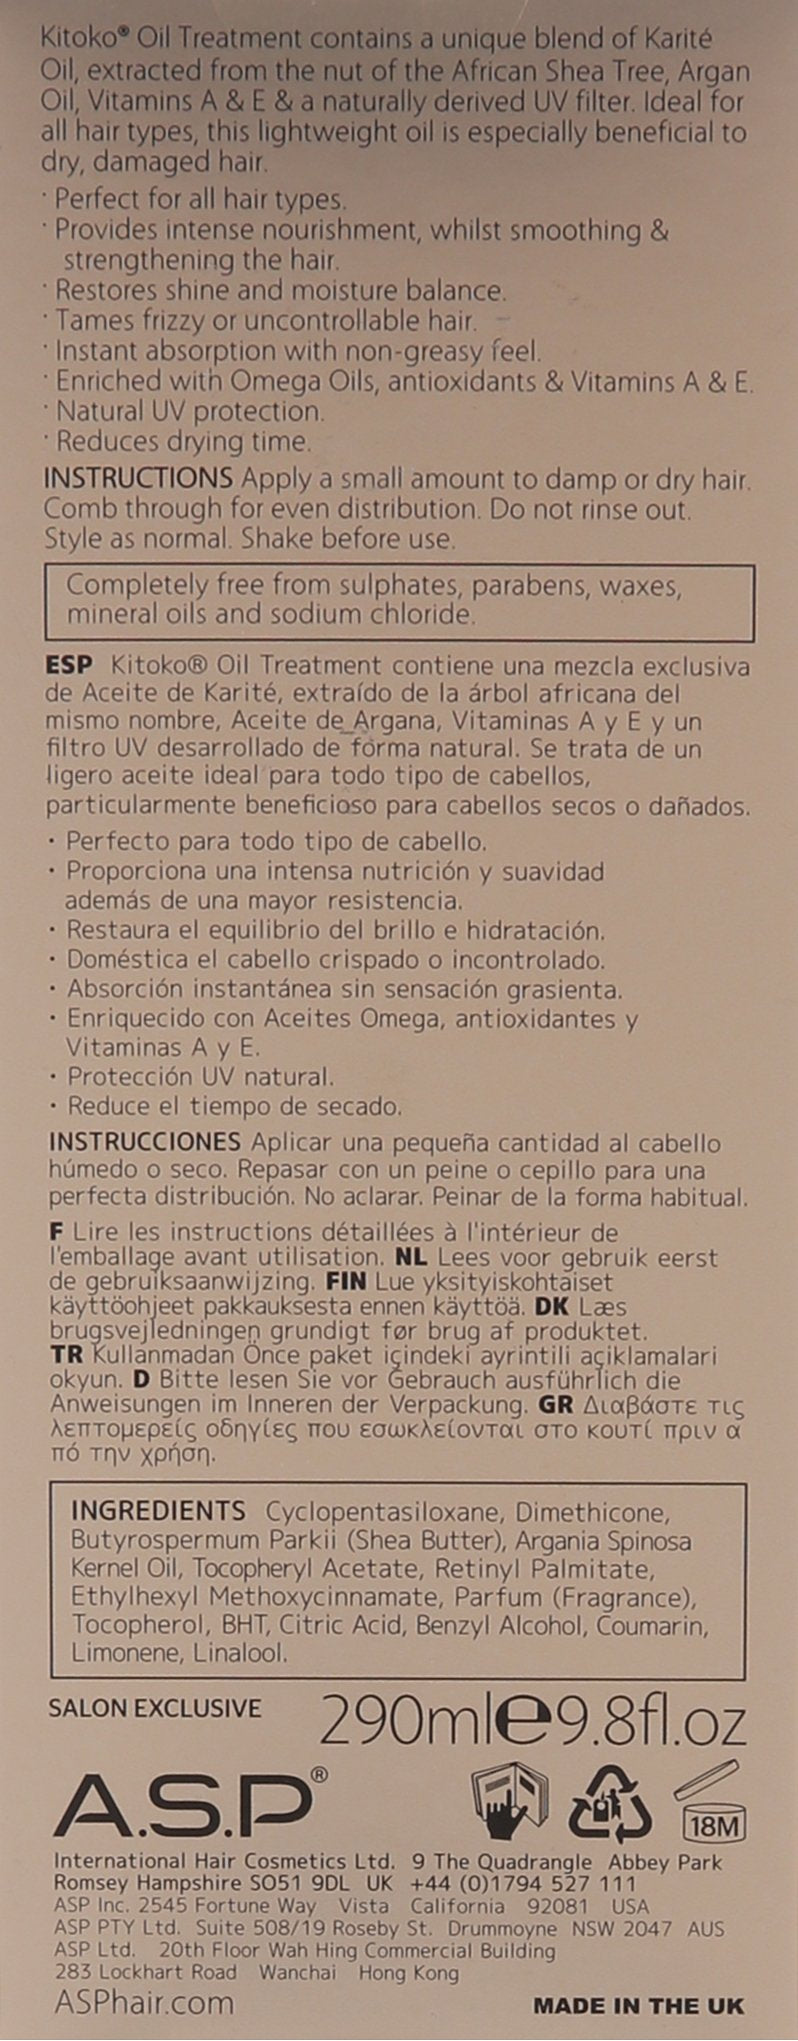 Kitoko® Oil Treatment contains a unique blend of Karité
Oil, extracted from the nut of the African Shea Tree, Argan
Oil, Vitamins A & E & a naturally derived UV filter. Ideal for
all hair types, this lightweight oil is especially beneficial to
dry, damaged hair.
· Perfect for all hair types.
· Provides intense nourishment, whilst smoothing &
strengthening the hair.
· Restores shine and moisture balance.
· Tames frizzy or uncontrollable hair.
· Instant absorption with non-greasy feel.
· Enriched with Omega Oils, antioxidants & Vitamins A & E.
· Natural UV protection.
· Reduces drying time.
INSTRUCTIONS Apply a small amount to damp or dry hair.
Comb through for even distribution. Do not rinse out.
Style as normal. Shake before use.
Completely free from sulphates, parabens, waxes,
mineral oils and sodium chloride.
ESP Kitoko® Oil Treatment contiene una mezcla exclusiva
de Aceite de Karité, extraído de la árbol africana del
mismo nombre, Aceite de Argana, Vitaminas A y E y un
filtro UV desarrollado de forma natural. Se trata de un
ligero aceite ideal para todo tipo de cabellos,
particularmente beneficioso para cabellos secos o dañados.
· Perfecto para todo tipo de cabello.
· Proporciona una intensa nutrición y suavidad
además de una mayor resistencia.
· Restaura el equilibrio del brillo e hidratación.
· Doméstica el cabello crispado o incontrolado.
· Absorción instantánea sin sensación grasienta.
· Enriquecido con Aceites Omega, antioxidantes y
Vitaminas A y E.
· Protección UV natural.
· Reduce el tiempo de secado.
INSTRUCCIONES Aplicar una pequeña cantidad al cabello
húmedo o seco. Repasar con un peine o cepillo para una
perfecta distribución. No aclarar. Peinar de la forma habitual.
F Lire les instructions détaillées à l'intérieur de
l'emballage avant utilisation. NL Lees voor gebruik eerst
de gebruiksaanwijzing. FIN Lue yksityiskohtaiset
käyttöohjeet pakkauksesta ennen käyttöä. DK Læs
brugsvejledningen grundigt før brug af produktet.
TR Kullanmadan Önce paket içindeki ayrintili açiklamalari
okyun. D Bitte lesen Sie vor Gebrauch ausführlich die
Anweisungen im Inneren der Verpackung. GR Διαβάστε τις
λεπτομερείς οδηγίες που εσωκλείονται στο κουτί πριν α
πό την χρήση.
INGREDIENTS Cyclopentasiloxane, Dimethicone,
Butyrospermum Parkii (Shea Butter), Argania Spinosa
Kernel Oil, Tocopheryl Acetate, Retinyl Palmitate,
Ethylhexyl Methoxycinnamate, Parfum (Fragrance),
Tocopherol, BHT, Citric Acid, Benzyl Alcohol, Coumarin,
Limonene, Linalool.
SALON EXCLUSIVE 290ml℮9.8fl.oz
A.S.P®
18M
International Hair Cosmetics Ltd. 9 The Quadrangle Abbey Park
Romsey Hampshire SO51 9DL UK +44 (0)1794 527 111
ASP Inc. 2545 Fortune Way Vista California 92081 USA
ASP PTY Ltd. Suite 508/19 Roseby St. Drummoyne NSW 2047 AUS
ASP Ltd. 20th Floor Wah Hing Commercial Building
283 Lockhart Road Wanchai Hong Kong
ASPhair.com MADE IN THE UK